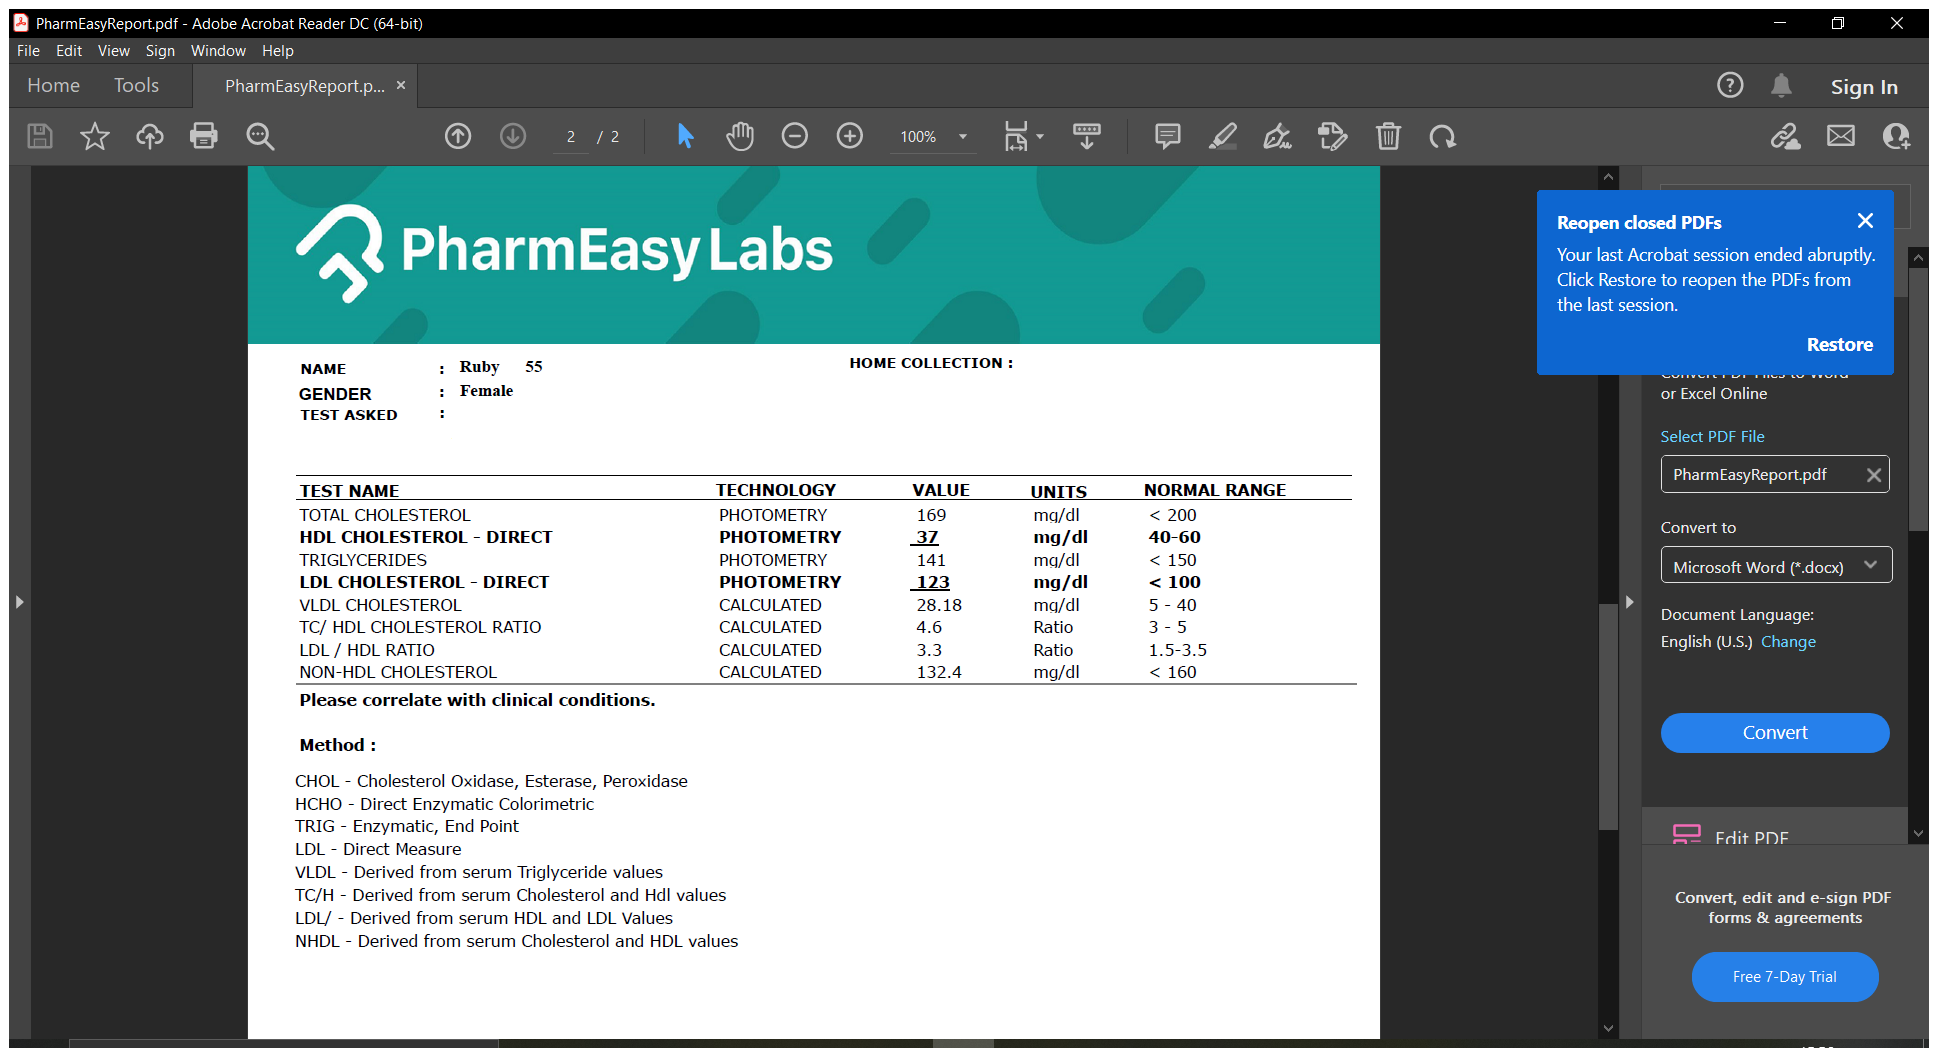 PharmEasyReport.pdf - Adobe Acrobat Reader DC (64-bit)
File Edit View Sign Window Help
Home Tools PharmEasyReport.p... × Sign In
2 / 2 100%
PharmEasy Labs
Reopen closed PDFs
Your last Acrobat session ended abruptly.
Click Restore to reopen the PDFs from
the last session.
Restore
NAME : Ruby 55 HOME COLLECTION :
GENDER : Female
TEST ASKED :
TEST NAME TECHNOLOGY VALUE UNITS NORMAL RANGE
TOTAL CHOLESTEROL PHOTOMETRY 169 mg/dl < 200
HDL CHOLESTEROL - DIRECT PHOTOMETRY 37 mg/dl 40-60
TRIGLYCERIDES PHOTOMETRY 141 mg/dl < 150
LDL CHOLESTEROL - DIRECT PHOTOMETRY 123 mg/dl < 100
VLDL CHOLESTEROL CALCULATED 28.18 mg/dl 5 - 40
TC/ HDL CHOLESTEROL RATIO CALCULATED 4.6 Ratio 3 - 5
LDL / HDL RATIO CALCULATED 3.3 Ratio 1.5-3.5
NON-HDL CHOLESTEROL CALCULATED 132.4 mg/dl < 160
Please correlate with clinical conditions.
Method :
CHOL - Cholesterol Oxidase, Esterase, Peroxidase
HCHO - Direct Enzymatic Colorimetric
TRIG - Enzymatic, End Point
LDL - Direct Measure
VLDL - Derived from serum Triglyceride values
TC/H - Derived from serum Cholesterol and Hdl values
LDL/ - Derived from serum HDL and LDL Values
NHDL - Derived from serum Cholesterol and HDL values
Convert PDF Files to Word
or Excel Online
Select PDF File
PharmEasyReport.pdf
Convert to
Microsoft Word (*.docx)
Document Language:
English (U.S.) Change
Convert
Edit PDF
Convert, edit and e-sign PDF
forms & agreements
Free 7-Day Trial